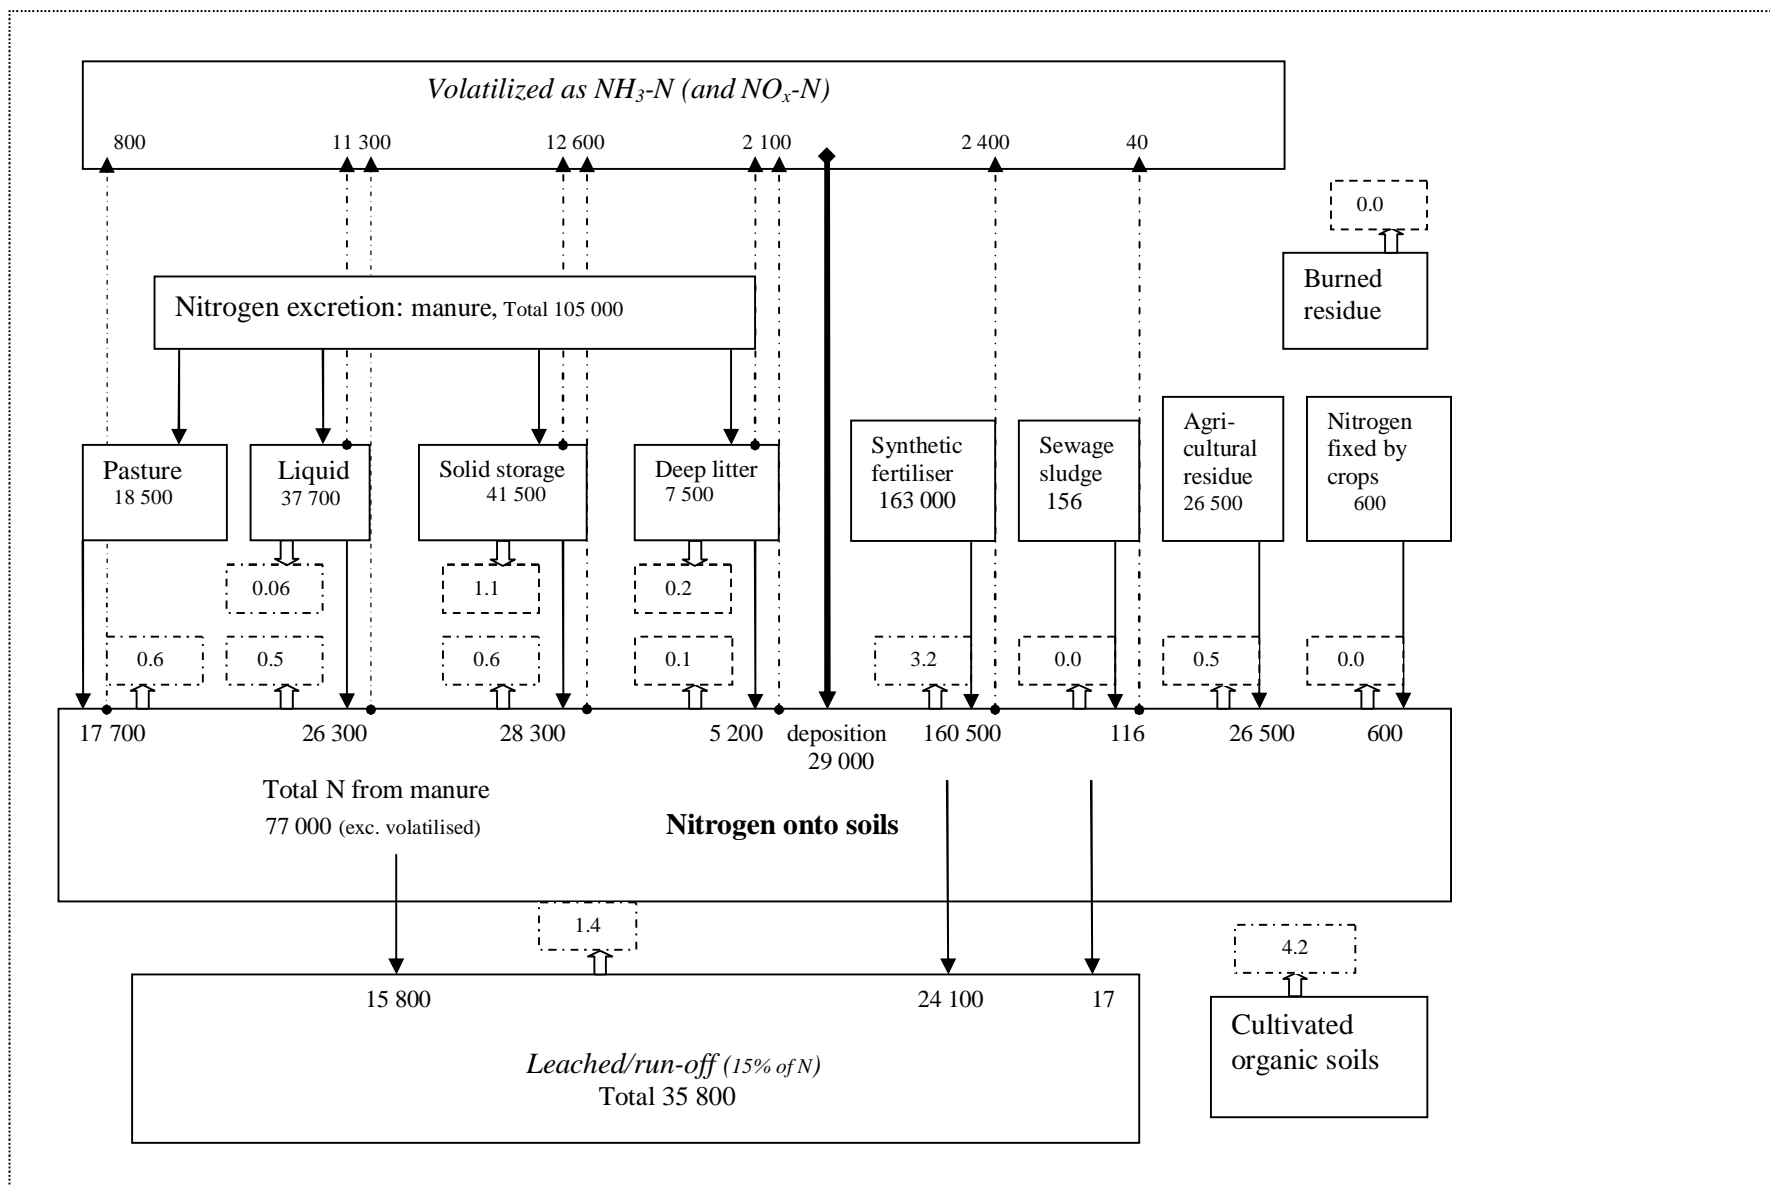 Volatilized as NH3-N (and NOx-N)
800 11 300 12 600 2 100 2 400 40
0.0
Burned
residue
Nitrogen excretion: manure, Total 105 000
Pasture
18 500
Liquid
37 700
Solid storage
41 500
Deep litter
7 500
Synthetic
fertiliser
163 000
Sewage
sludge
156
Agri-
cultural
residue
26 500
Nitrogen
fixed by
crops
600
0.06 1.1 0.2
0.6 0.5 0.6 0.1 3.2 0.0 0.5 0.0
17 700 26 300 28 300 5 200 deposition 160 500 116 26 500 600
29 000
Total N from manure
77 000 (exc. volatilised)
Nitrogen onto soils
1.4
4.2
15 800 24 100 17
Leached/run-off (15% of N)
Total 35 800
Cultivated
organic soils